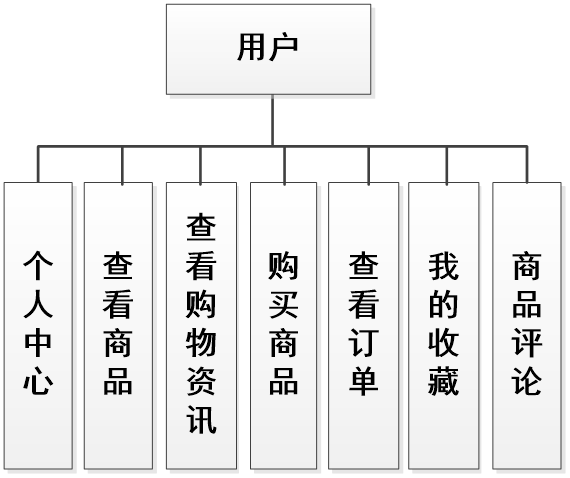 用户
个人中心
查看商品
查看购物资讯
购买商品
查看订单
我的收藏
商品评论